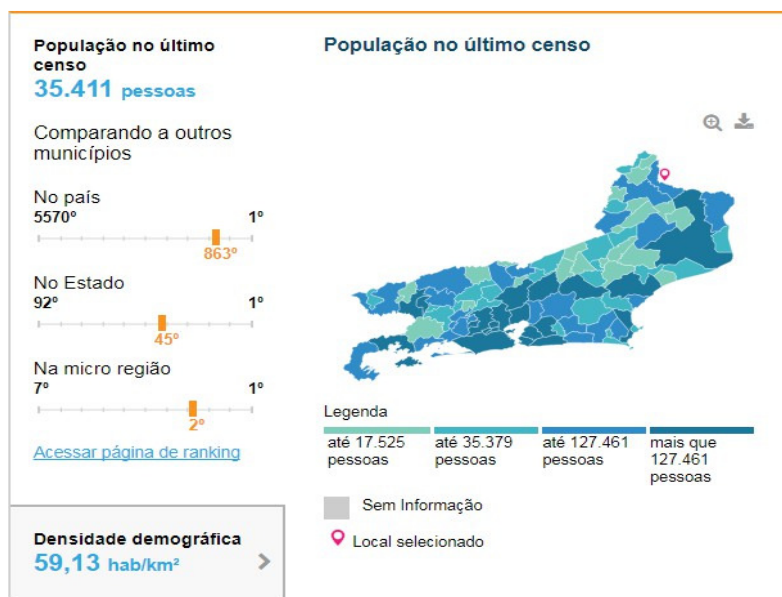 População no último
censo
35.411 pessoas
Comparando a outros
municípios
No país
5570º 1º
863º
No Estado
92º 1º
45º
Na micro região
7º 1º
2º
Acessar página de ranking
Densidade demográfica
59,13 hab/km²
População no último censo
Legenda
até 17.525
pessoas
até 35.379
pessoas
até 127.461
pessoas
mais que
127.461
pessoas
Sem Informação
Local selecionado